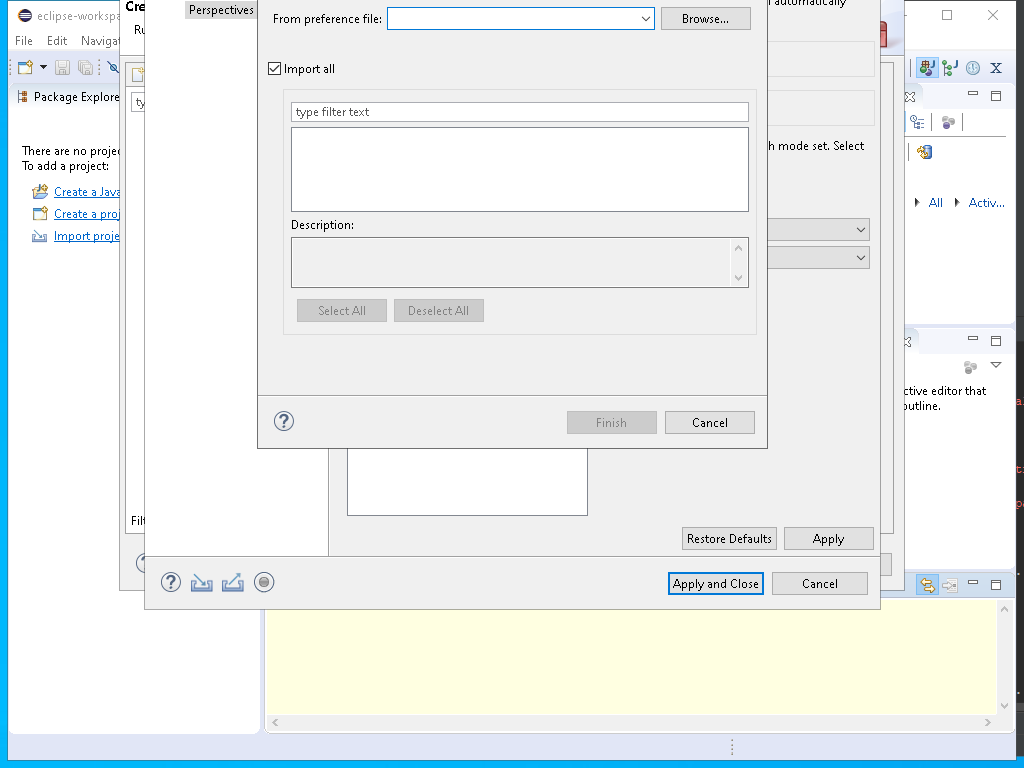 eclipse-workspa
File Edit Navigat
Package Explore
There are no projec
To add a project:
Create a Java
Create a proj
Import proje
Cre
Ru
ty
Filt
Perspectives
From preference file:
Browse...
Import all
type filter text
Description:
Select All
Deselect All
Finish
Cancel
automatically
h mode set. Select
Restore Defaults
Apply
Apply and Close
Cancel
All
Activ...
ctive editor that
outline.